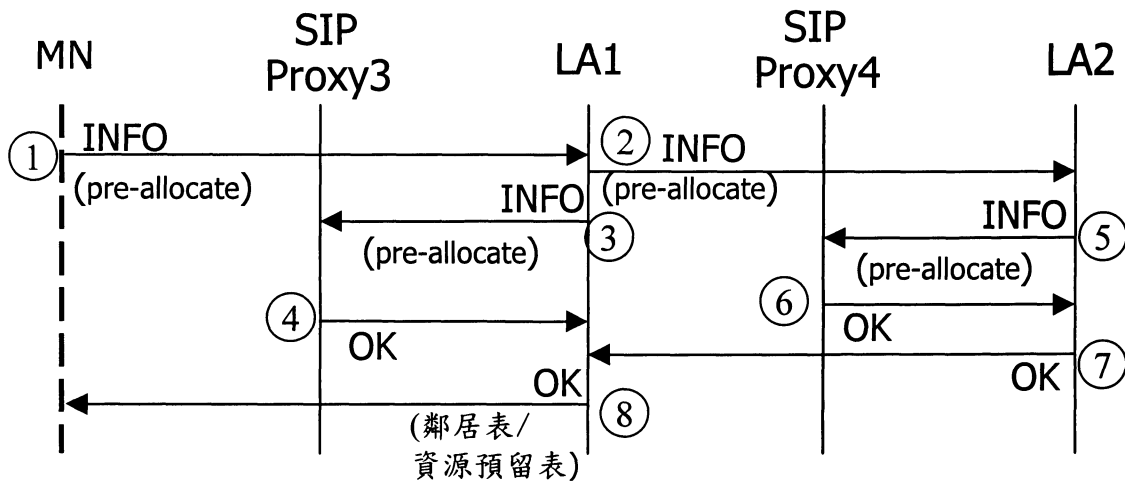 MN
SIP
Proxy3
LA1
SIP
Proxy4
LA2
1
INFO
(pre-allocate)
2
INFO
(pre-allocate)
INFO
3
(pre-allocate)
INFO
5
(pre-allocate)
4
OK
6
OK
OK
7
OK
8
(鄰居表/
資源預留表)